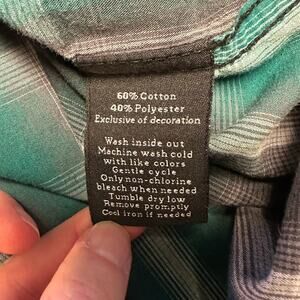 60% Cotton
40% Polyester
Exclusive of decoration
Wash inside out
Machine wash cold
with like colors
Gentle cycle
Only non-chlorine
bleach when needed
Tumble dry low
Remove promptly
Cool iron if needed